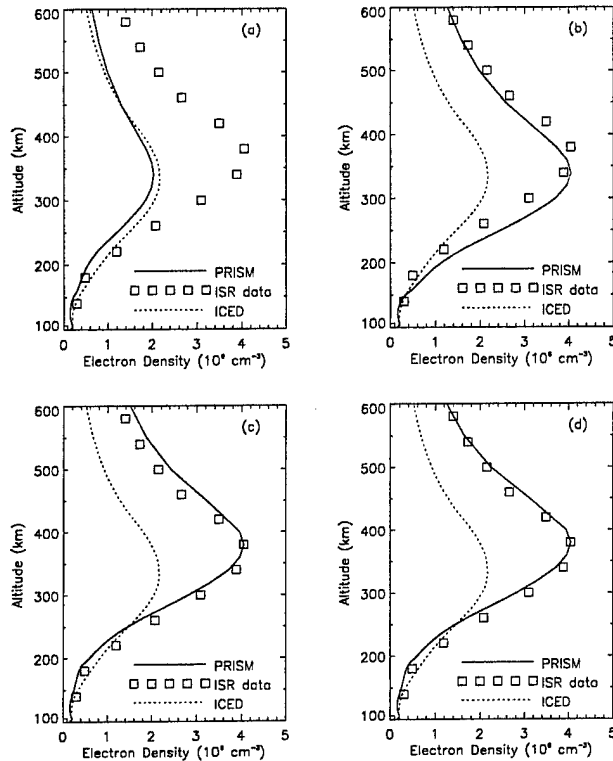 600
(a)
500
400
300
200
100
Altitude (km)
PRISM
ISR data
ICED
0 1 2 3 4 5
Electron Density (10⁶ cm⁻³)
600
(b)
500
400
300
200
100
Altitude (km)
PRISM
ISR data
ICED
0 1 2 3 4 5
Electron Density (10⁶ cm⁻³)
600
(c)
500
400
300
200
100
Altitude (km)
PRISM
ISR data
ICED
0 1 2 3 4 5
Electron Density (10⁶ cm⁻³)
600
(d)
500
400
300
200
100
Altitude (km)
PRISM
ISR data
ICED
0 1 2 3 4 5
Electron Density (10⁶ cm⁻³)